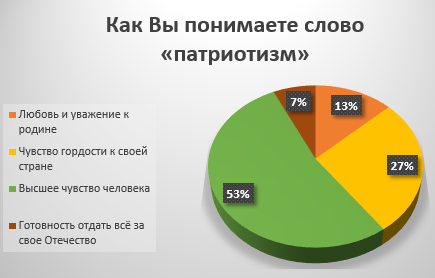 Как Вы понимаете слово
«патриотизм»
Любовь и уважение к
родине
Чувство гордости к своей
стране
Высшее чувство человека
Готовность отдать всё за
свое Отечество
7%
13%
27%
53%